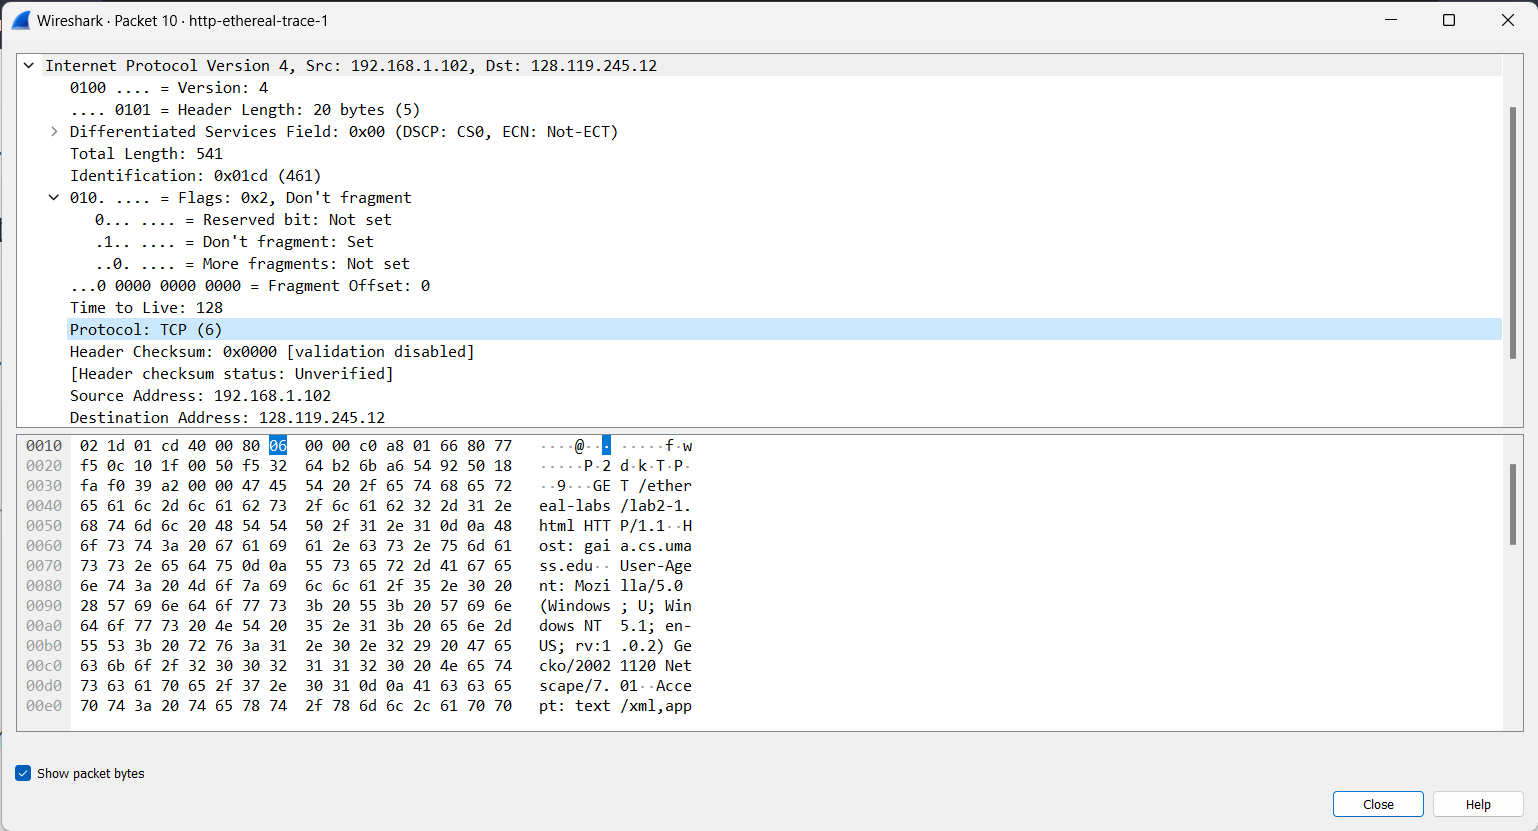 Wireshark · Packet 10 · http-ethereal-trace-1
Internet Protocol Version 4, Src: 192.168.1.102, Dst: 128.119.245.12
0100 .... = Version: 4
.... 0101 = Header Length: 20 bytes (5)
Differentiated Services Field: 0x00 (DSCP: CS0, ECN: Not-ECT)
Total Length: 541
Identification: 0x01cd (461)
010. .... = Flags: 0x2, Don't fragment
0... .... = Reserved bit: Not set
.1.. .... = Don't fragment: Set
..0. .... = More fragments: Not set
...0 0000 0000 0000 = Fragment Offset: 0
Time to Live: 128
Protocol: TCP (6)
Header Checksum: 0x0000 [validation disabled]
[Header checksum status: Unverified]
Source Address: 192.168.1.102
Destination Address: 128.119.245.12
0010 02 1d 01 cd 40 00 80 06 00 00 c0 a8 01 66 80 77 ····@··· ·····f·w
0020 f5 0c 10 1f 00 50 f5 32 64 b2 6b a6 54 92 50 18 ·····P·2 d·k·T·P·
0030 fa f0 39 a2 00 00 47 45 54 20 2f 65 74 68 65 72 ··9···GE T /ether
0040 65 61 6c 2d 6c 61 62 73 2f 6c 61 62 32 2d 31 2e eal-labs /lab2-1.
0050 68 74 6d 6c 20 48 54 54 50 2f 31 2e 31 0d 0a 48 html HTT P/1.1··H
0060 6f 73 74 3a 20 67 61 69 61 2e 63 73 2e 75 6d 61 ost: gai a.cs.uma
0070 73 73 2e 65 64 75 0d 0a 55 73 65 72 2d 41 67 65 ss.edu·· User-Age
0080 6e 74 3a 20 4d 6f 7a 69 6c 6c 61 2f 35 2e 30 20 nt: Mozi lla/5.0
0090 28 57 69 6e 64 6f 77 73 3b 20 55 3b 20 57 69 6e (Windows ; U; Win
00a0 64 6f 77 73 20 4e 54 20 35 2e 31 3b 20 65 6e 2d dows NT 5.1; en-
00b0 55 53 3b 20 72 76 3a 31 2e 30 2e 32 29 20 47 65 US; rv:1 .0.2) Ge
00c0 63 6b 6f 2f 32 30 30 32 31 31 32 30 20 4e 65 74 cko/2002 1120 Net
00d0 73 63 61 70 65 2f 37 2e 30 31 0d 0a 41 63 63 65 scape/7. 01··Acce
00e0 70 74 3a 20 74 65 78 74 2f 78 6d 6c 2c 61 70 70 pt: text /xml,app
Show packet bytes
Close Help